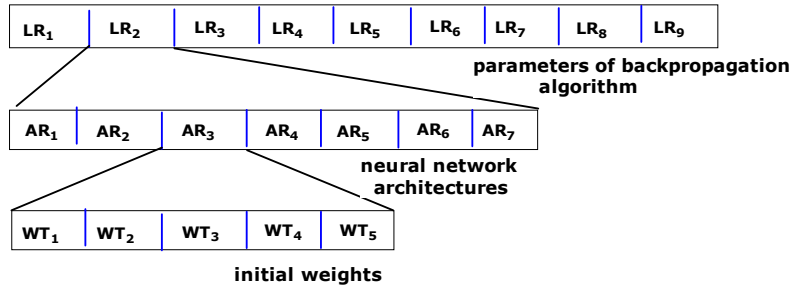 LR₁ LR₂ LR₃ LR₄ LR₅ LR₆ LR₇ LR₈ LR₉
parameters of backpropagation
algorithm
AR₁ AR₂ AR₃ AR₄ AR₅ AR₆ AR₇
neural network
architectures
WT₁ WT₂ WT₃ WT₄ WT₅
initial weights